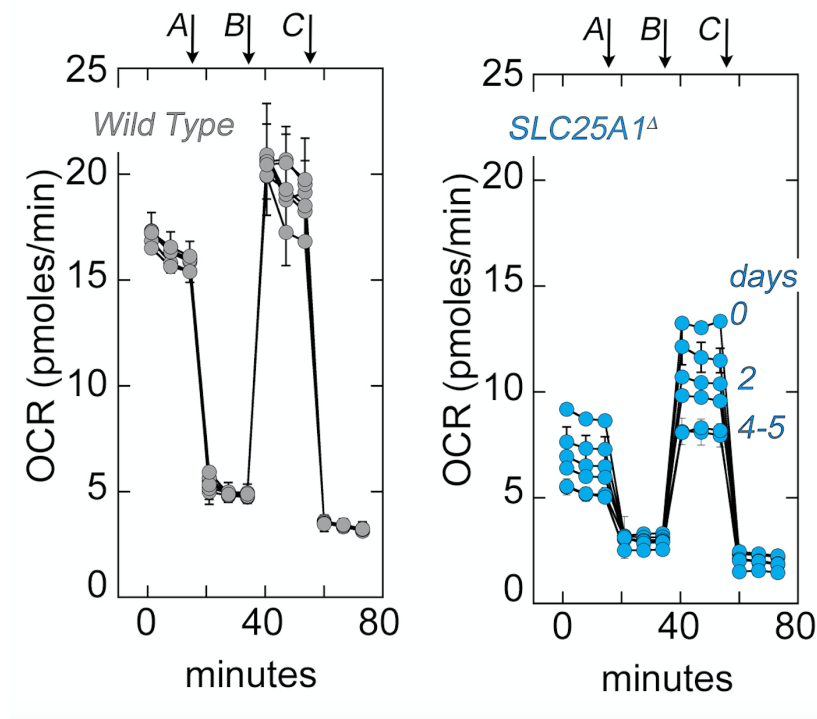 A B C
25
Wild Type
20
15
10
5
0
OCR (pmoles/min)
0 40 80
minutes
A B C
25
SLC25A1Δ
20
15
10
5
0
OCR (pmoles/min)
days
0
2
4-5
0 40 80
minutes